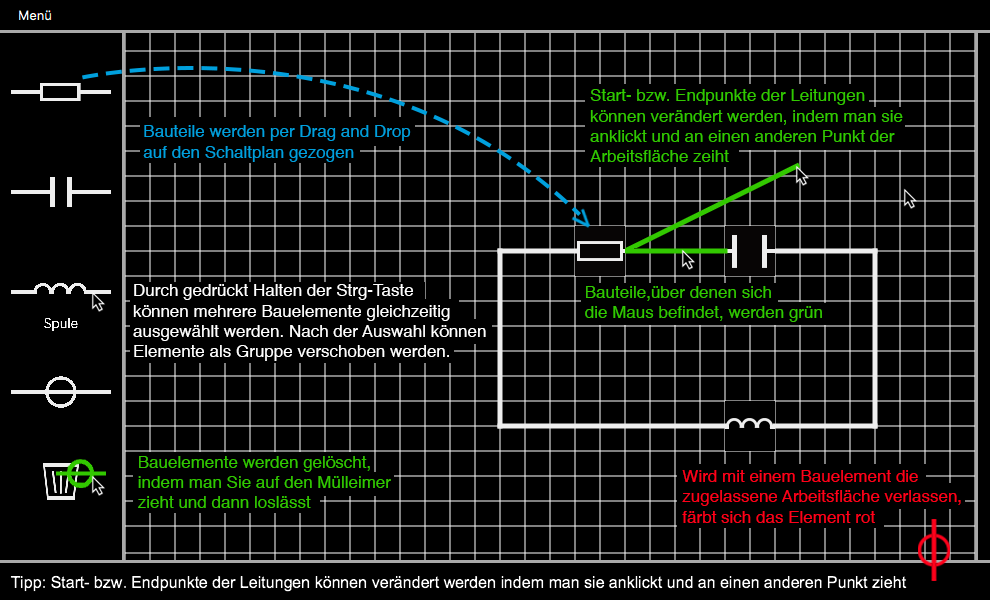 Menü
Start- bzw. Endpunkte der Leitungen
können verändert werden, indem man sie
anklickt und an einen anderen Punkt der
Arbeitsfläche zeiht
Bauteile werden per Drag and Drop
auf den Schaltplan gezogen
Durch gedrückt Halten der Strg-Taste
können mehrere Bauelemente gleichzeitig
ausgewählt werden. Nach der Auswahl können
Elemente als Gruppe verschoben werden.
Bauteile,über denen sich
die Maus befindet, werden grün
Spule
Bauelemente werden gelöscht,
indem man Sie auf den Mülleimer
zieht und dann loslässt
Wird mit einem Bauelement die
zugelassene Arbeitsfläche verlassen,
färbt sich das Element rot
Tipp: Start- bzw. Endpunkte der Leitungen können verändert werden indem man sie anklickt und an einen anderen Punkt zieht